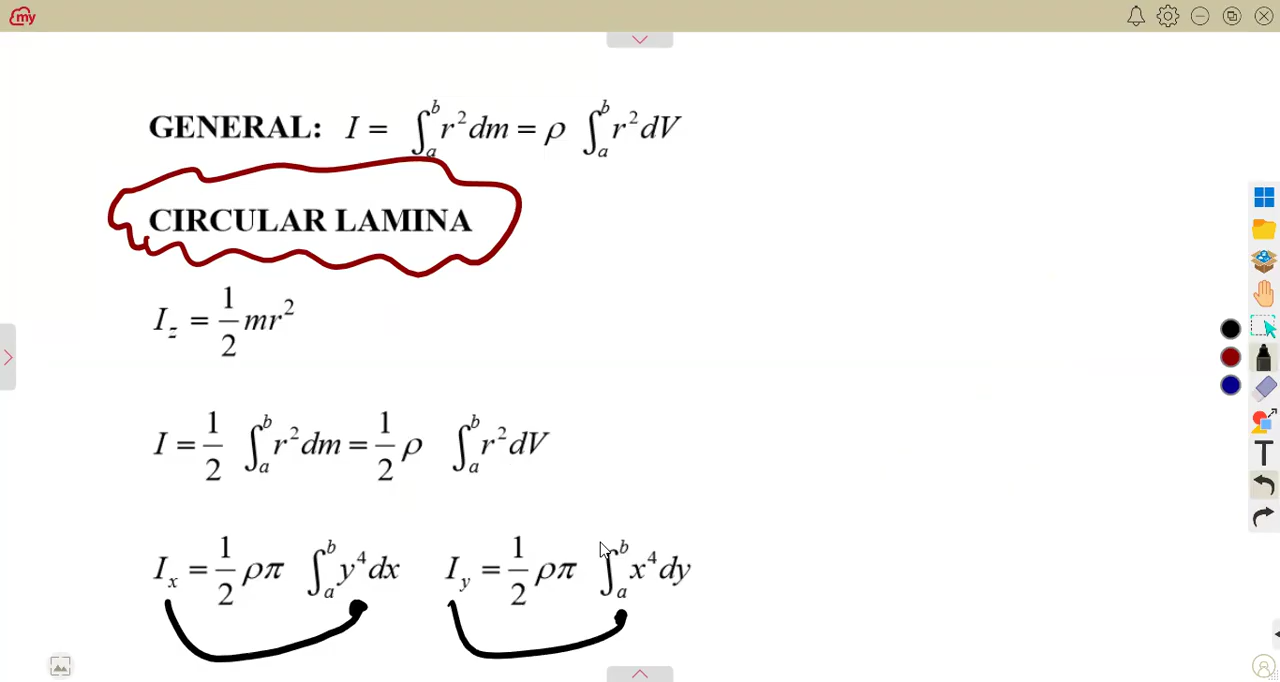 my
GENERAL: I = ∫_a^b r²dm = ρ ∫_a^b r²dV
CIRCULAR LAMINA
I_z = 1/2 mr²
I = 1/2 ∫_a^b r²dm = 1/2 ρ ∫_a^b r²dV
I_x = 1/2 ρπ ∫_a^b y⁴dx I_y = 1/2 ρπ ∫_a^b x⁴dy